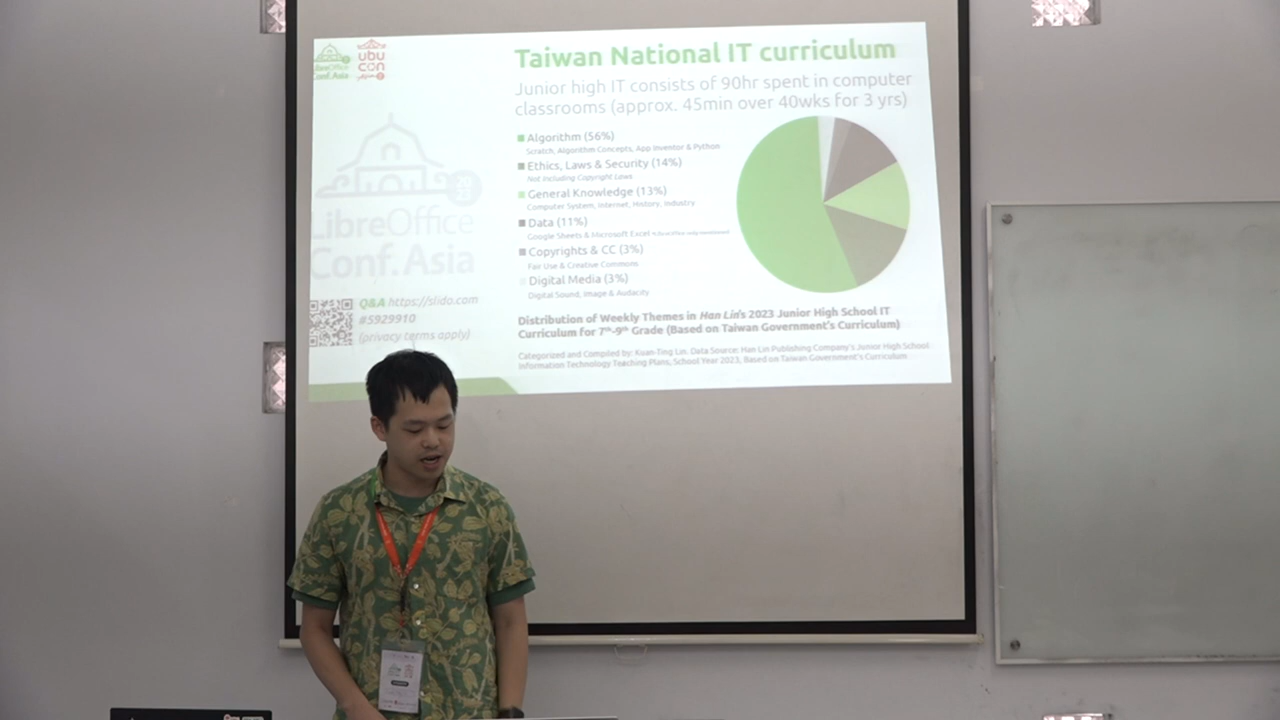 LibreOffice
Conf.Asia
ubu
con
Taiwan National IT curriculum
Junior high IT consists of 90hr spent in computer
classrooms (approx. 45min over 40wks for 3 yrs)
Algorithm (56%)
Scratch, Algorithm Concepts, App Inventor & Python
Ethics, Laws & Security (14%)
Not Including Copyright Laws
General Knowledge (13%)
Computer System, Internet, History, Industry
Data (11%)
Google Sheets & Microsoft Excel
Copyrights & CC (3%)
Fair Use & Creative Commons
Digital Media (3%)
Digital Sound, Image & Audacity
LibreOffice
Conf.Asia
Q&A https://slido.com
#5929910
(privacy terms apply)
Distribution of Weekly Themes in Han Lin's 2023 Junior High School IT
Curriculum for 7th-9th Grade (Based on Taiwan Government's Curriculum)
Categorized and Compiled by: Kuan-Ting Lin. Data Source: Han Lin Publishing Company's Junior High School
Information Technology Teaching Plans, School Year 2023, Based on Taiwan Government's Curriculum